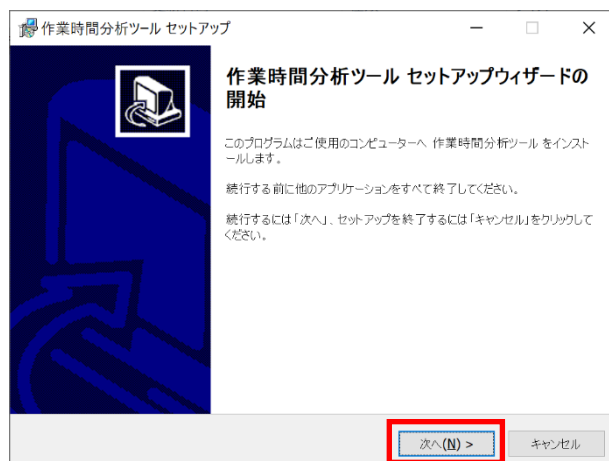 作業時間分析ツール セットアップ
作業時間分析ツール セットアップウィザードの
開始
このプログラムはご使用のコンピューターへ 作業時間分析ツール をインスト
ールします。
続行する前に他のアプリケーションをすべて終了してください。
続行するには「次へ」、セットアップを終了するには「キャンセル」をクリックして
ください。
次へ(N) >
キャンセル